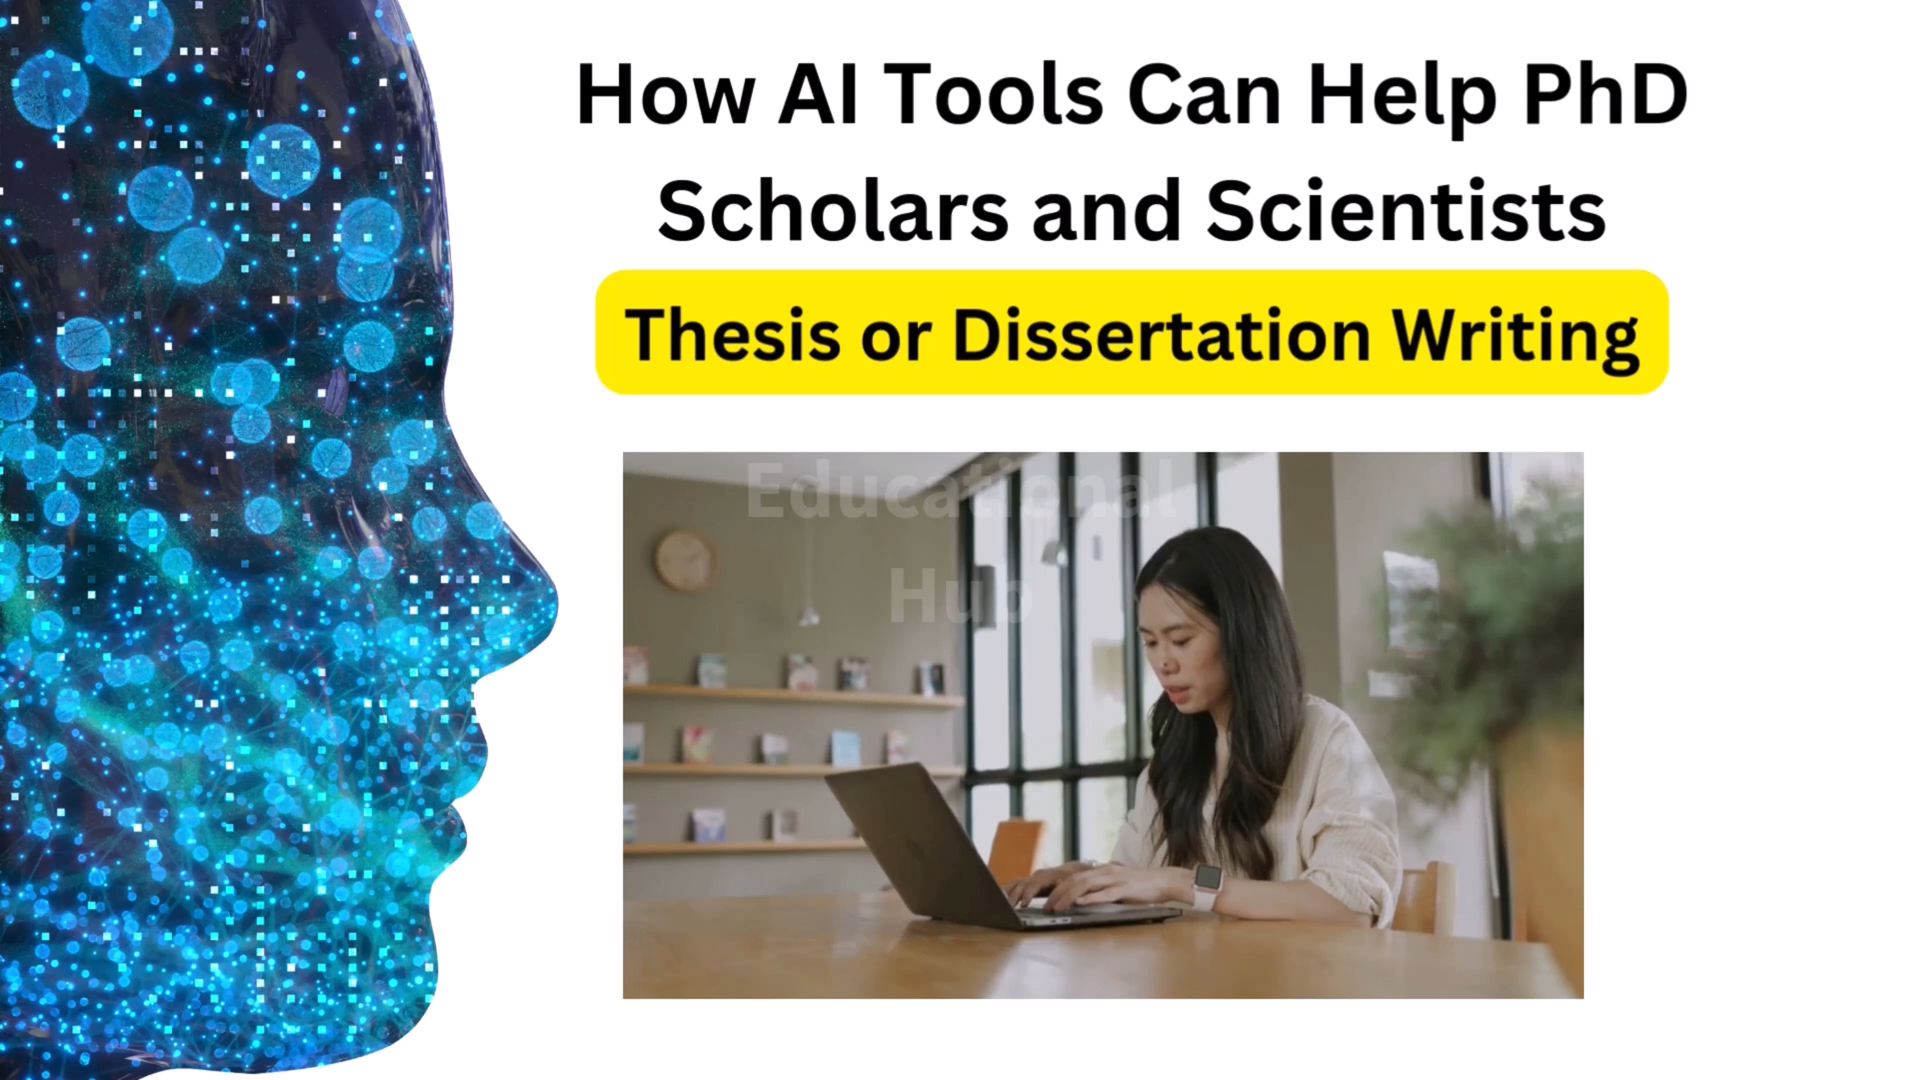 How AI Tools Can Help PhD
Scholars and Scientists
Thesis or Dissertation Writing
Educational
Hub